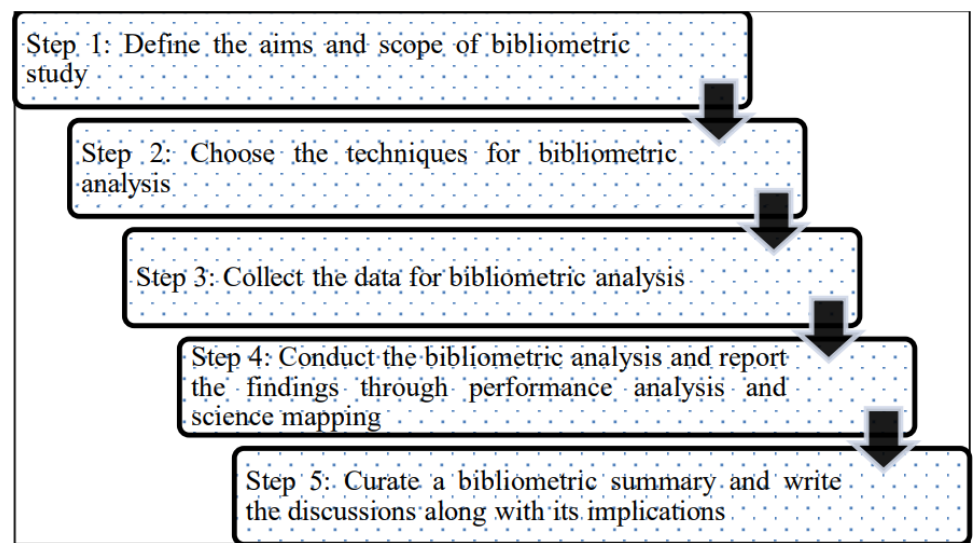 Step 1: Define the aims and scope of bibliometric
study
Step 2: Choose the techniques for bibliometric
analysis
Step 3: Collect the data for bibliometric analysis
Step 4: Conduct the bibliometric analysis and report
the findings through performance analysis and
science mapping
Step 5: Curate a bibliometric summary and write
the discussions along with its implications